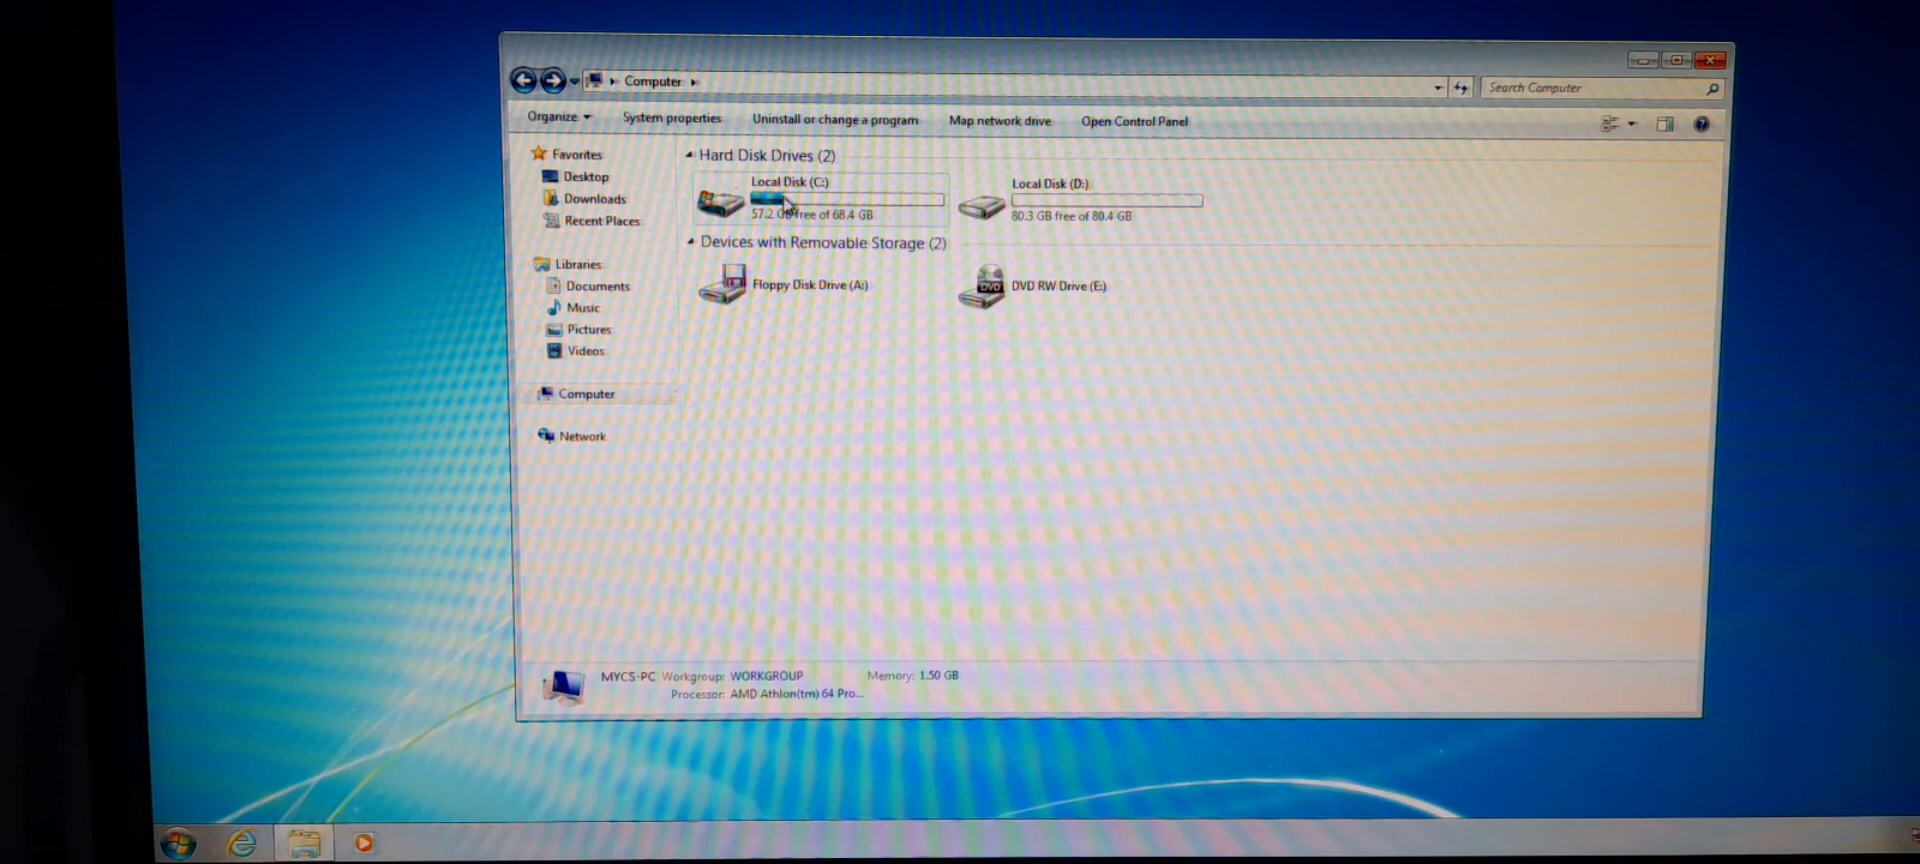 Computer
Search Computer
Organize
System properties
Uninstall or change a program
Map network drive
Open Control Panel
Favorites
Desktop
Downloads
Recent Places
Libraries
Documents
Music
Pictures
Videos
Computer
Network
Hard Disk Drives (2)
Local Disk (C:)
57.2 GB free of 68.4 GB
Local Disk (D:)
80.3 GB free of 80.4 GB
Devices with Removable Storage (2)
Floppy Disk Drive (A:)
DVD
DVD RW Drive (E:)
MYCS-PC Workgroup: WORKGROUP Memory: 1.50 GB
Processor: AMD Athlon(tm) 64 Pro...